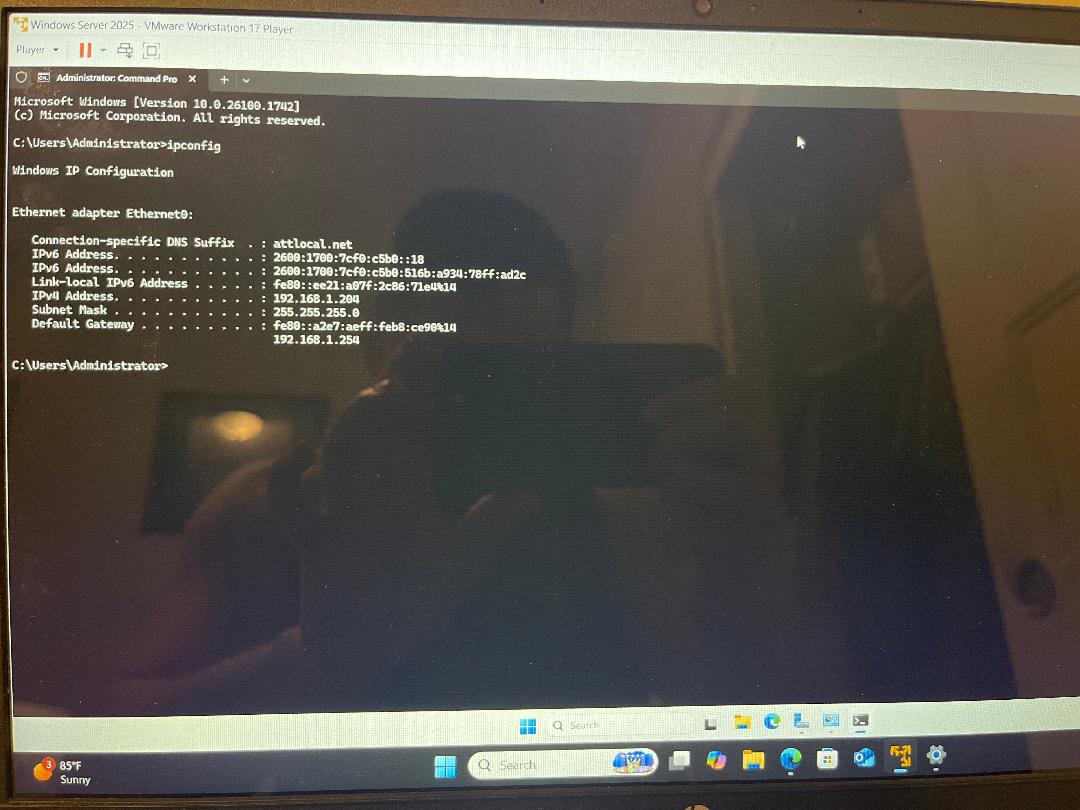 Windows Server 2025 - VMware Workstation 17 Player
Player
Administrator: Command Pro
Microsoft Windows [Version 10.0.26100.1742]
(c) Microsoft Corporation. All rights reserved.
C:\Users\Administrator>ipconfig
Windows IP Configuration
Ethernet adapter Ethernet0:
Connection-specific DNS Suffix . : attlocal.net
IPv6 Address. . . . . . . . . . . : 2600:1700:7cf0:c5b0::18
IPv6 Address. . . . . . . . . . . : 2600:1700:7cf0:c5b0:516b:a934:78ff:ad2c
Link-local IPv6 Address . . . . . : fe80::ee21:a07f:2c86:71e4%14
IPv4 Address. . . . . . . . . . . : 192.168.1.204
Subnet Mask . . . . . . . . . . . : 255.255.255.0
Default Gateway . . . . . . . . . : fe80::a2e7:aeff:feb8:ce90%14
192.168.1.254
C:\Users\Administrator>
Search
3
85°F
Sunny
Search